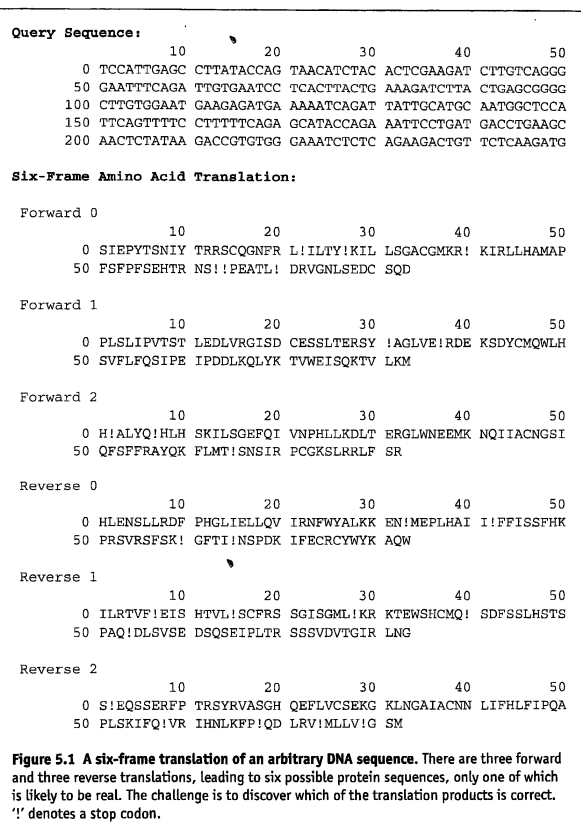 Query Sequence:
10 20 30 40 50
0 TCCATTGAGC CTTATACCAG TAACATCTAC ACTCGAAGAT CTTGTCAGGG
50 GAATTTCAGA TTGTGAATCC TCACTTACTG AAAGATCTTA CTGAGCGGGG
100 CTTGTGGAAT GAAGAGATGA AAAATCAGAT TATTGCATGC AATGGCTCCA
150 TTCAGTTTTC CTTTTTCAGA GCATACCAGA AATTCCTGAT GACCTGAAGC
200 AACTCTATAA GACCGTGTGG GAAATCTCTC AGAAGACTGT TCTCAAGATG
Six-Frame Amino Acid Translation:
Forward 0
10 20 30 40 50
0 SIEPYTSNIY TRRSCQGNFR L!ILTY!KIL LSGACGMKR! KIRLLHAMAP
50 FSFPFSEHTR NS!!PEATL! DRVGNLSEDC SQD
Forward 1
10 20 30 40 50
0 PLSLIPVTST LEDLVRGISD CESSLTERSY !AGLVE!RDE KSDYCMQWLH
50 SVFLFQSIPE IPDDLKQLYK TVWEISQKTV LKM
Forward 2
10 20 30 40 50
0 H!ALYQ!HLH SKILSGEFQI VNPHLLKDLT ERGLWNEEMK NQIIACNGSI
50 QFSFFRAYQK FLMT!SNSIR PCGKSLRRLF SR
Reverse 0
10 20 30 40 50
0 HLENSLLRDF PHGLIELLQV IRNFWYALKK EN!MEPLHAI I!FFISSFHK
50 PRSVRSFSK! GFTI!NSPDK IFECRCYWYK AQW
Reverse 1
10 20 30 40 50
0 ILRTVF!EIS HTVL!SCFRS SGISGML!KR KTEWSHCMQ! SDFSSLHSTS
50 PAQ!DLSVSE DSQSEIPLTR SSSVDVTGIR LNG
Reverse 2
10 20 30 40 50
0 S!EQSSERFP TRSYRVASGH QEFLVCSEKG KLNGAIACNN LIFHLFIPQA
50 PLSKIFQ!VR IHNLKFP!QD LRV!MLLV!G SM
Figure 5.1 A six-frame translation of an arbitrary DNA sequence. There are three forward
and three reverse translations, leading to six possible protein sequences, only one of which
is likely to be real. The challenge is to discover which of the translation products is correct.
'!' denotes a stop codon.